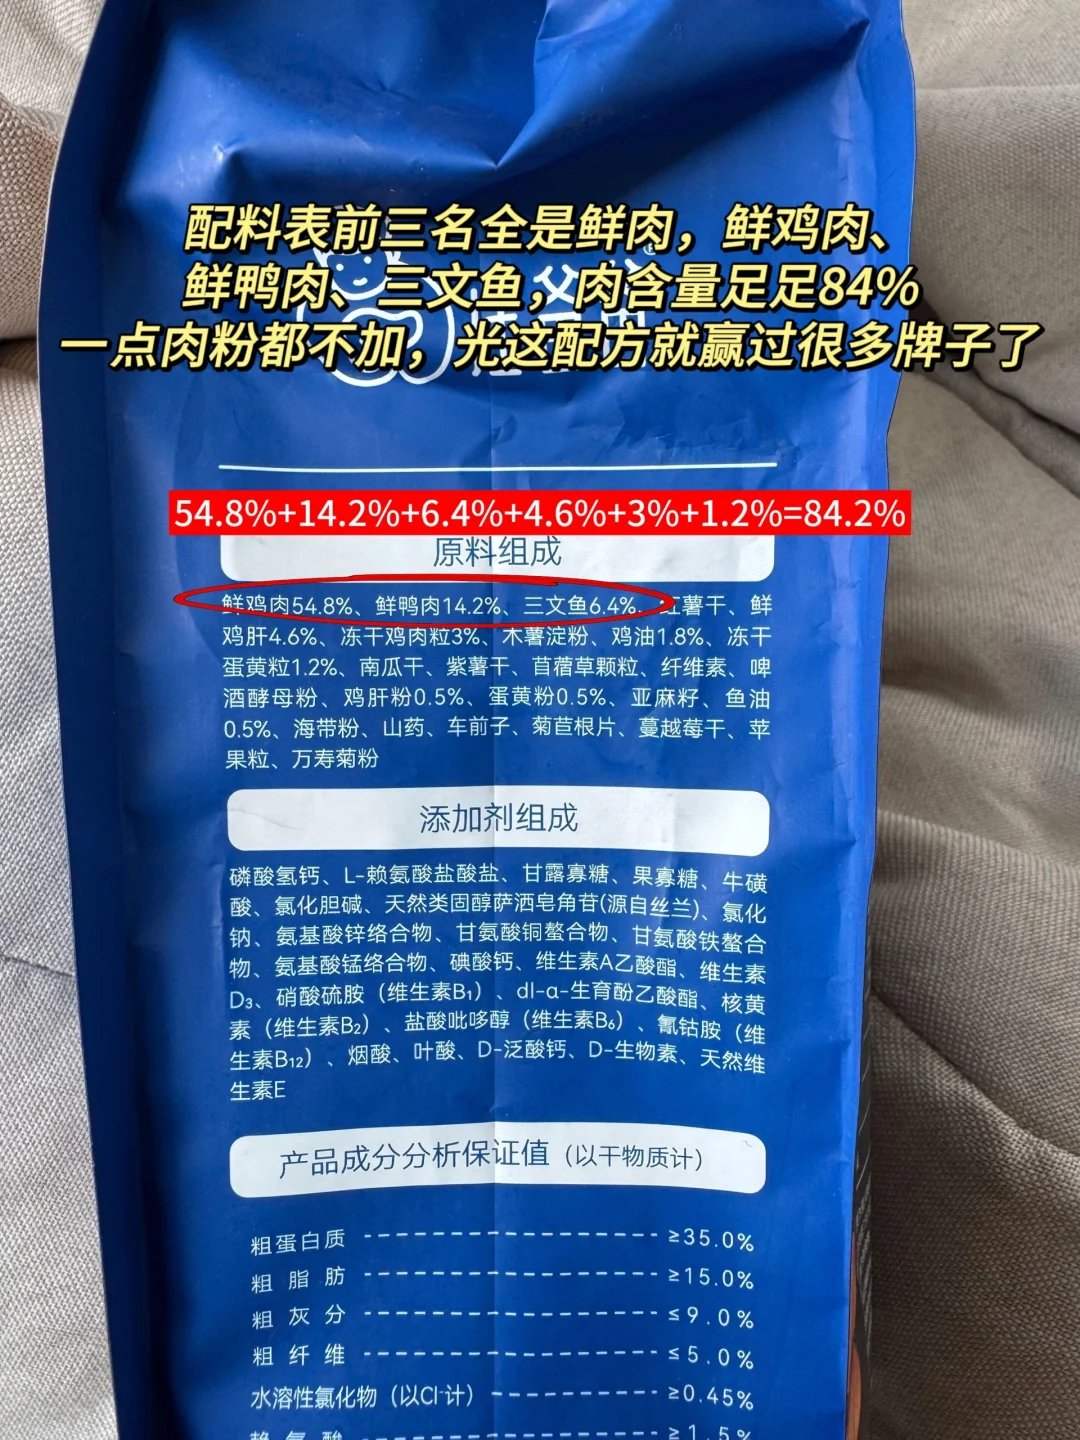 配料表前三名全是鲜肉，鲜鸡肉、
鲜鸭肉、三文鱼，肉含量足足84%
一点肉粉都不加，光这配方就赢过很多牌子了
54.8%+14.2%+6.4%+4.6%+3%+1.2%=84.2%
原料组成
鲜鸡肉54.8%、鲜鸭肉14.2%、三文鱼6.4%、红薯干、鲜
鸡肝4.6%、冻干鸡肉粒3%、木薯淀粉、鸡油1.8%、冻干
蛋黄粒1.2%、南瓜干、紫薯干、苜蓿草颗粒、纤维素、啤
酒酵母粉、鸡肝粉0.5%、蛋黄粉0.5%、亚麻籽、鱼油
0.5%、海带粉、山药、车前子、菊苣根片、蔓越莓干、苹
果粒、万寿菊粉
添加剂组成
磷酸氢钙、L-赖氨酸盐酸盐、甘露寡糖、果寡糖、牛磺
酸、氯化胆碱、天然类固醇萨洒皂角苷(源自丝兰)、氯化
钠、氨基酸锌络合物、甘氨酸铜螯合物、甘氨酸铁螯合
物、氨基酸锰络合物、碘酸钙、维生素A乙酸酯、维生素
D₃、硝酸硫胺（维生素B₁）、dl-α-生育酚乙酸酯、核黄
素（维生素B₂）、盐酸吡哆醇（维生素B₆）、氰钴胺（维
生素B₁₂）、烟酸、叶酸、D-泛酸钙、D-生物素、天然维
生素E
产品成分分析保证值（以干物质计）
粗蛋白质 ≥35.0%
粗脂肪 ≥15.0%
粗灰分 ≤9.0%
粗纤维 ≤5.0%
水溶性氯化物（以Cl⁻计） ≥0.45%
赖氨酸 ≥1.5%